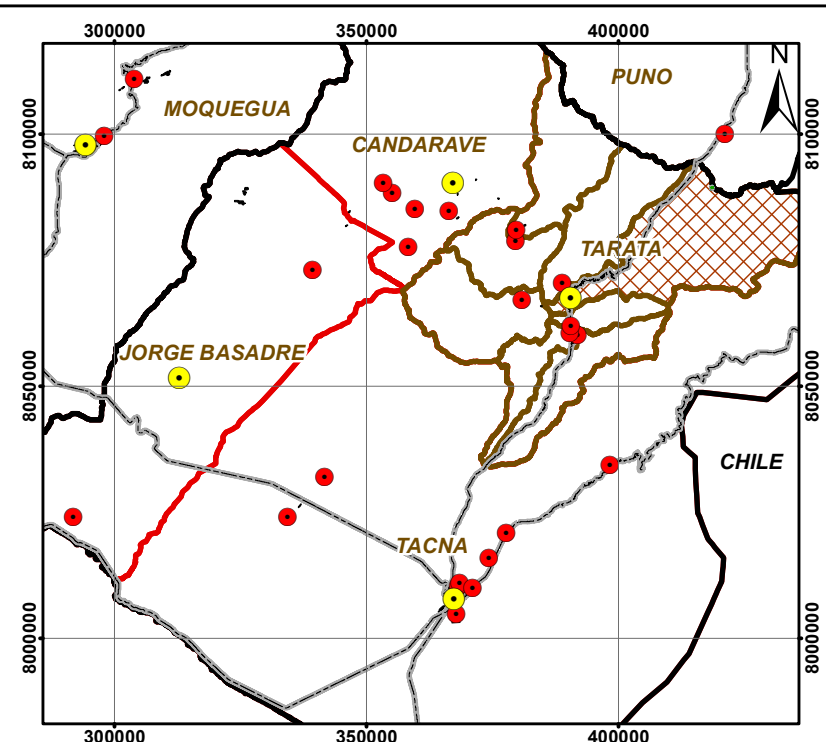 300000 350000 400000
N
PUNO
MOQUEGUA
8100000 8100000
CANDARAVE
TARATA
JORGE BASADRE
8050000 8050000
CHILE
TACNA
8000000 8000000
300000 350000 400000